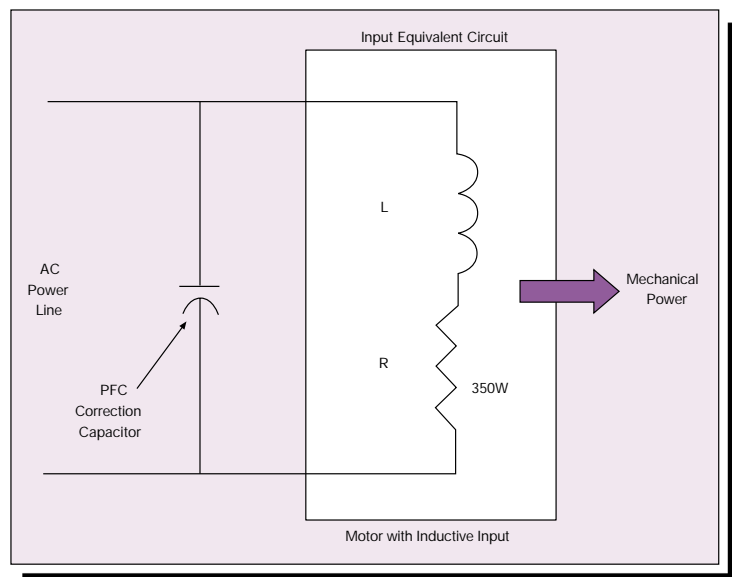 Input Equivalent Circuit
L
AC
Power
Line
Mechanical
Power
R
350W
PFC
Correction
Capacitor
Motor with Inductive Input